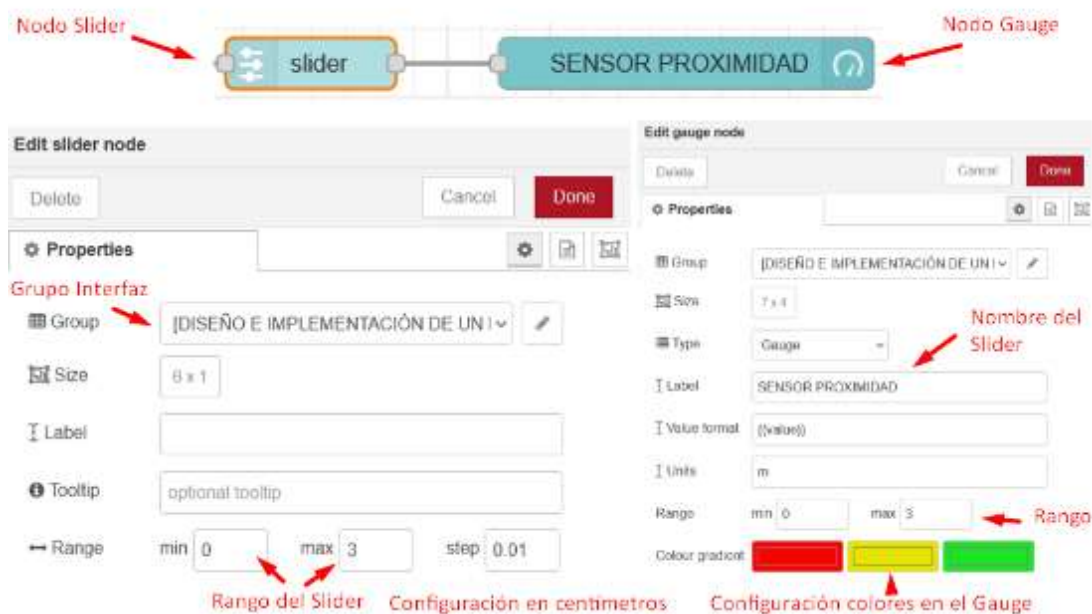 Nodo Slider
Nodo Gauge
slider
SENSOR PROXIMIDAD
Edit slider node
Delete
Cancel
Done
Properties
Grupo Interfaz
Group
[DISEÑO E IMPLEMENTACIÓN DE UN I
Size
6 x 1
Label
Tooltip
optional tooltip
Range
min 0
max 3
step 0.01
Rango del Slider
Configuración en centímetros
Edit gauge node
Delete
Cancel
Done
Properties
Group
[DISEÑO E IMPLEMENTACIÓN DE UN I
Size
7 x 4
Nombre del
Slider
Type
Gauge
Label
SENSOR PROXIMIDAD
Value format
{{value}}
Units
m
Range
min 0
max 3
Rango
Colour gradient
Configuración colores en el Gauge